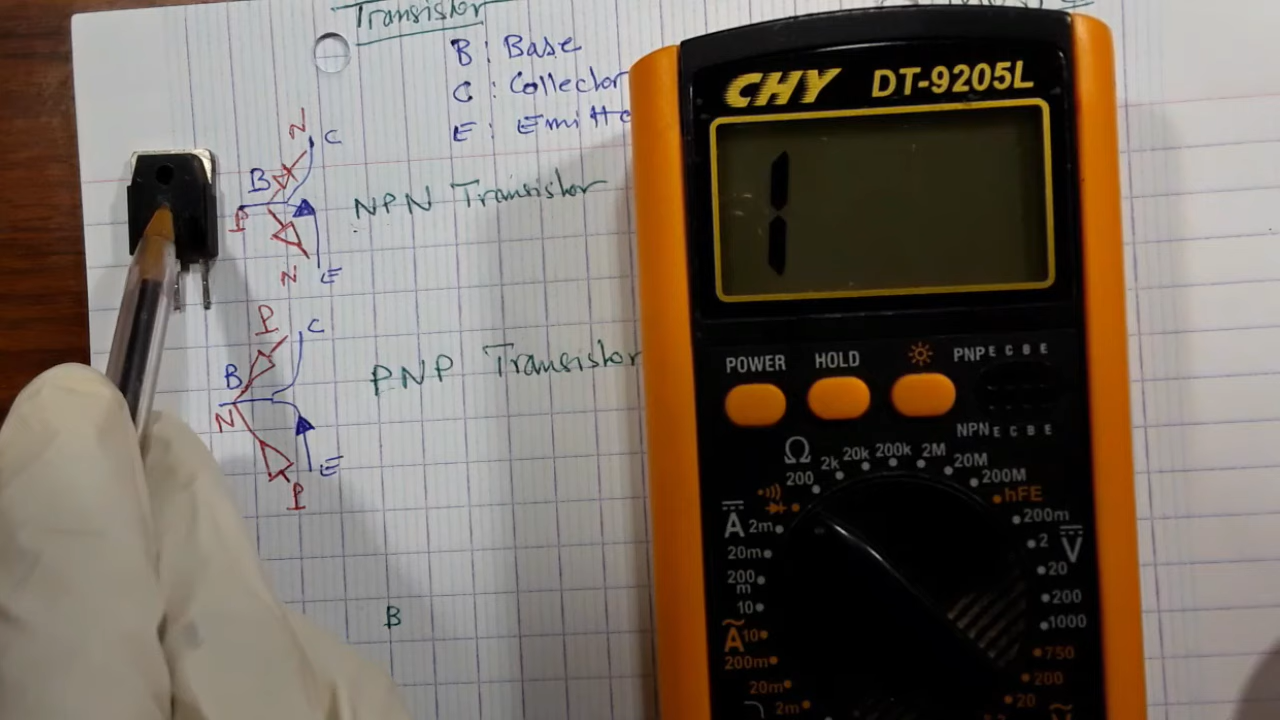 Transistor
B : Base
C : Collector
E : Emitte
N C
B
P
N E
NPN Transistor
P C
B
N
P E
PNP Transistor
B
CHY DT-9205L
1
POWER HOLD PNP E C B E
NPN E C B E
Ω 200 2k 20k 200k 2M 20M 200M
hFE
A 2m 20m 200m 10
A 10 200m 20m 2m
200m 2 V 20 200 1000
750 200 20 V